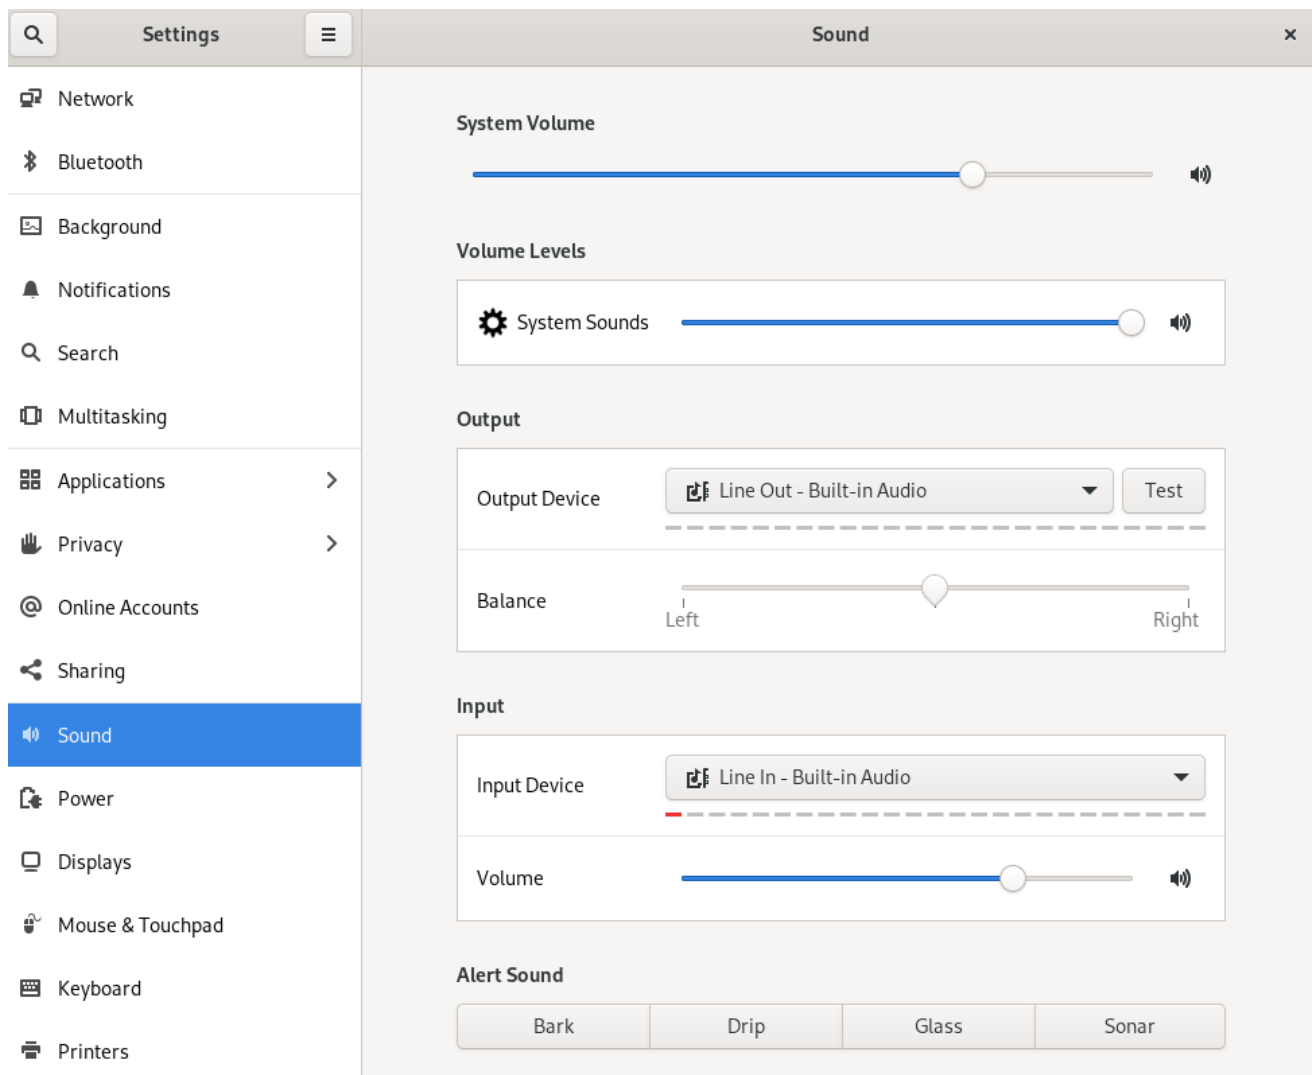 Settings
Sound
Network
Bluetooth
Background
Notifications
Search
Multitasking
Applications
Privacy
Online Accounts
Sharing
Sound
Power
Displays
Mouse & Touchpad
Keyboard
Printers
System Volume
Volume Levels
System Sounds
Output
Output Device
Line Out - Built-in Audio
Test
Balance
Left
Right
Input
Input Device
Line In - Built-in Audio
Volume
Alert Sound
Bark
Drip
Glass
Sonar